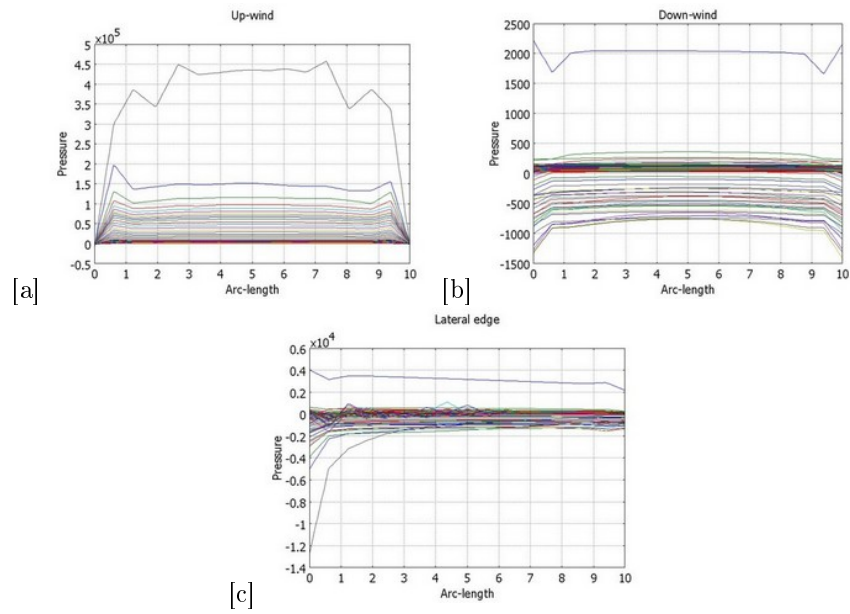 Up-wind
x10^5
5
4.5
4
3.5
3
2.5
2
1.5
1
0.5
0
-0.5
Pressure
0 1 2 3 4 5 6 7 8 9 10
Arc-length
[a]
Down-wind
2500
2000
1500
1000
500
0
-500
-1000
-1500
Pressure
0 1 2 3 4 5 6 7 8 9 10
Arc-length
[b]
Lateral edge
x10^4
0.6
0.4
0.2
0
-0.2
-0.4
-0.6
-0.8
-1
-1.2
-1.4
Pressure
0 1 2 3 4 5 6 7 8 9 10
Arc-length
[c]